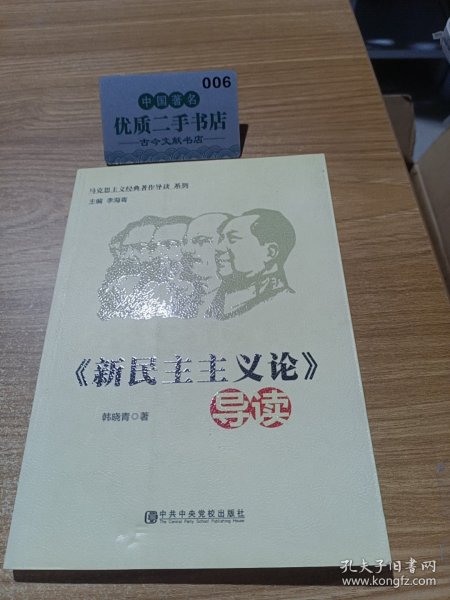 006
中国著名
优质二手书店
古今文献书店
马克思主义经典著作导读 系列
主编 李海青
《新民主主义论》
导读
韩晓青◎著
中共中央党校出版社
The Central Party School Publishing House
孔夫子旧书网
www.kongfz.com